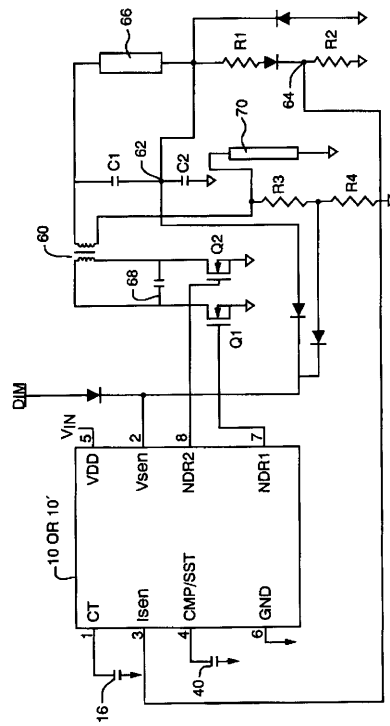 66
R1
R2
64
70
C1
62
C2
R3
R4
60
68
Q2
Q1
DIM
VIN
5
2
8
7
VDD
Vsen
NDR2
NDR1
10 OR 10′
CT
Isen
CMP/SST
GND
1
3
4
6
16
40